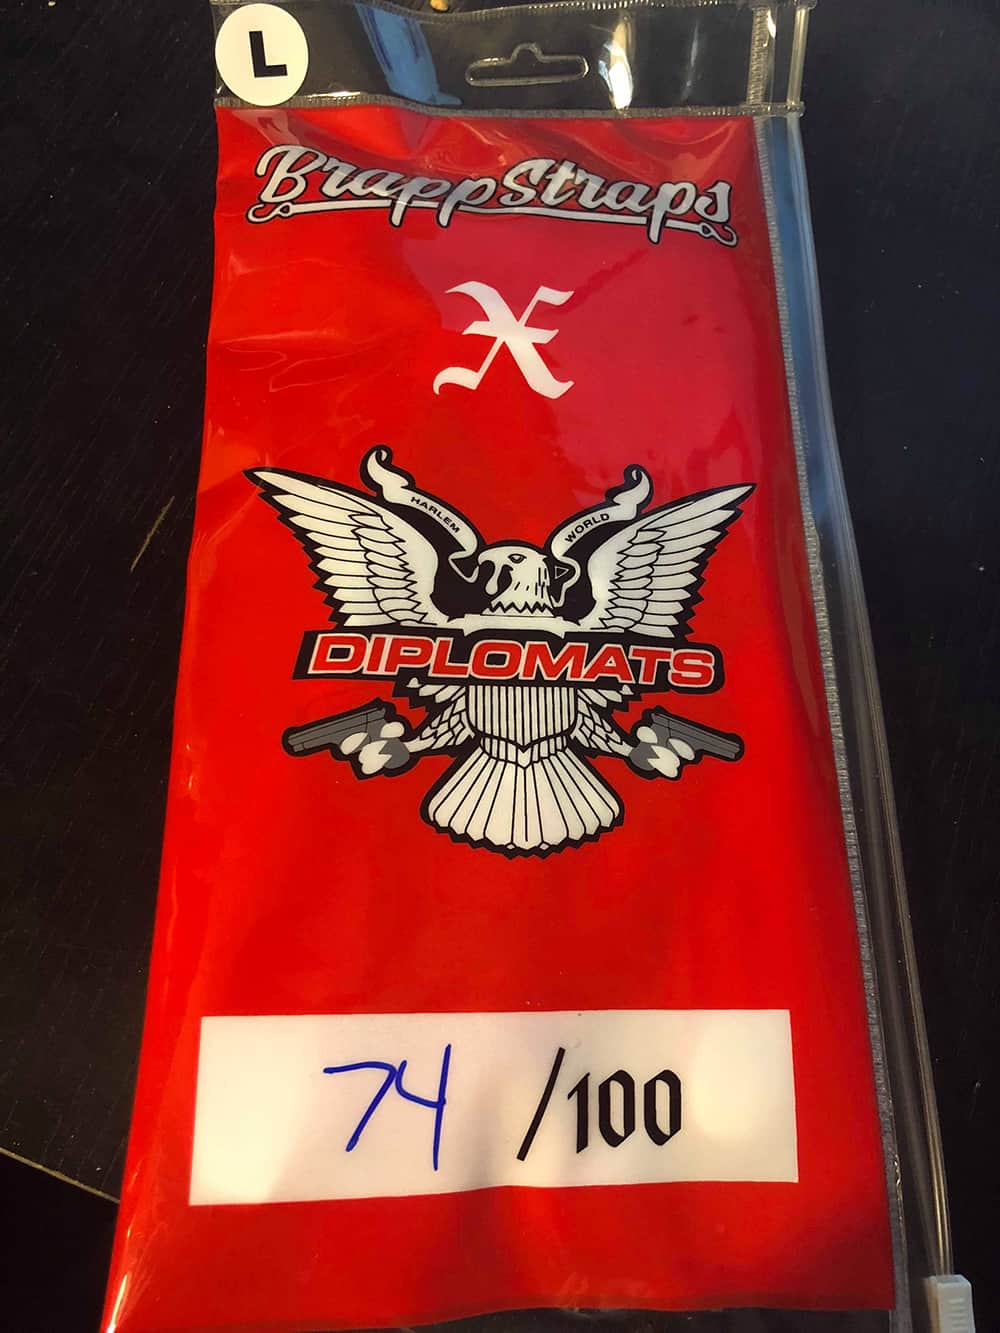 L
BrappStraps
X
HARLEM WORLD
DIPLOMATS
74 /100